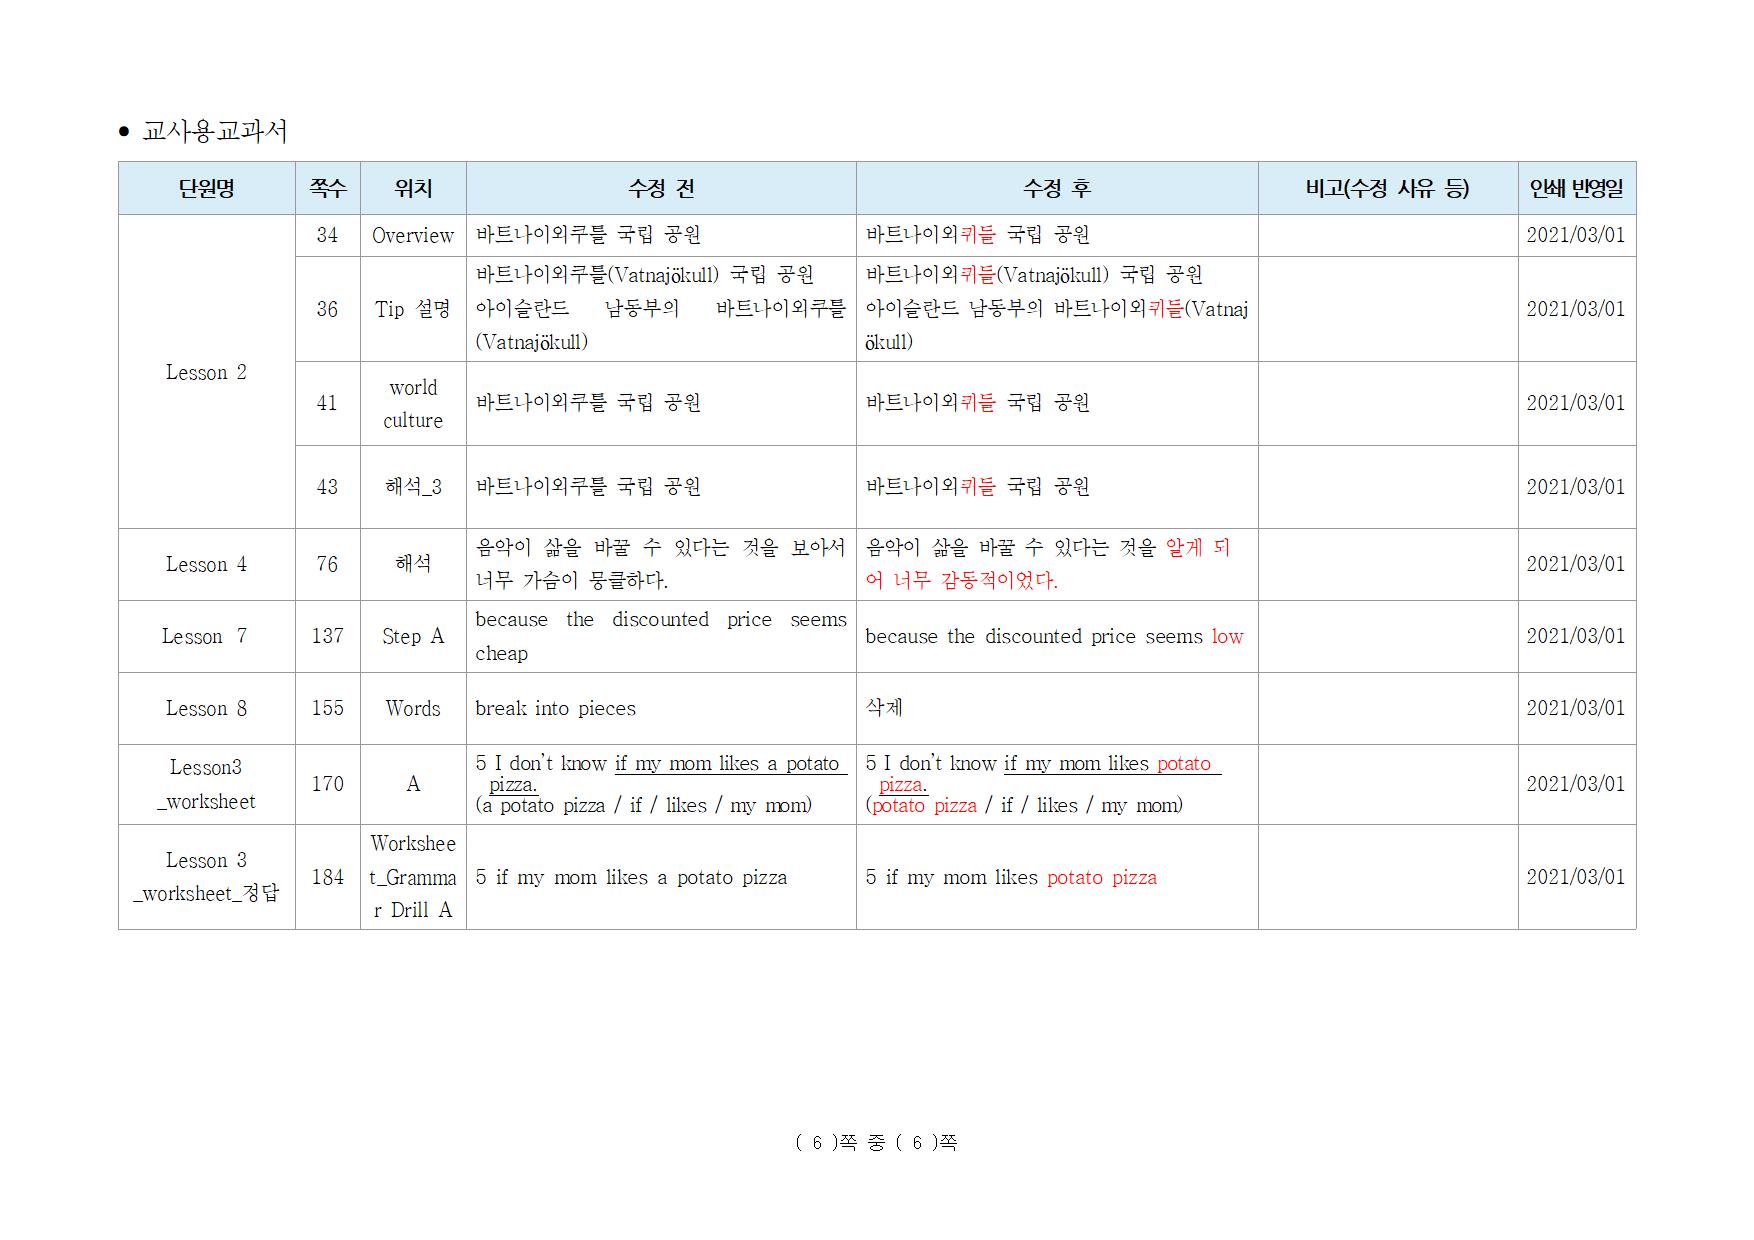 • 교사용교과서
단원명 쪽수 위치 수정 전 수정 후 비고(수정 사유 등) 인쇄 반영일
Lesson 2
34 Overview 바트나이외쿠틀 국립 공원 바트나이외퀴들 국립 공원 2021/03/01
36 Tip 설명
바트나이외쿠틀(Vatnajökull) 국립 공원
아이슬란드 남동부의 바트나이외쿠틀
(Vatnajökull)
바트나이외퀴들(Vatnajökull) 국립 공원
아이슬란드 남동부의 바트나이외퀴들(Vatnaj
ökull)
2021/03/01
41
world
culture
바트나이외쿠틀 국립 공원 바트나이외퀴들 국립 공원 2021/03/01
43 해석_3 바트나이외쿠틀 국립 공원 바트나이외퀴들 국립 공원 2021/03/01
Lesson 4 76 해석
음악이 삶을 바꿀 수 있다는 것을 보아서
너무 가슴이 뭉클하다.
음악이 삶을 바꿀 수 있다는 것을 알게 되
어 너무 감동적이었다.
2021/03/01
Lesson 7 137 Step A
because the discounted price seems
cheap
because the discounted price seems low
2021/03/01
Lesson 8 155 Words break into pieces 삭제 2021/03/01
Lesson3
_worksheet
170 A
5 I don't know if my mom likes a potato
pizza.
(a potato pizza / if / likes / my mom)
5 I don't know if my mom likes potato
pizza.
(potato pizza / if / likes / my mom)
2021/03/01
Lesson 3
_worksheet_정답
184
Workshee
t_Gramma
r Drill A
5 if my mom likes a potato pizza 5 if my mom likes potato pizza 2021/03/01
( 6 )쪽 중 ( 6 )쪽